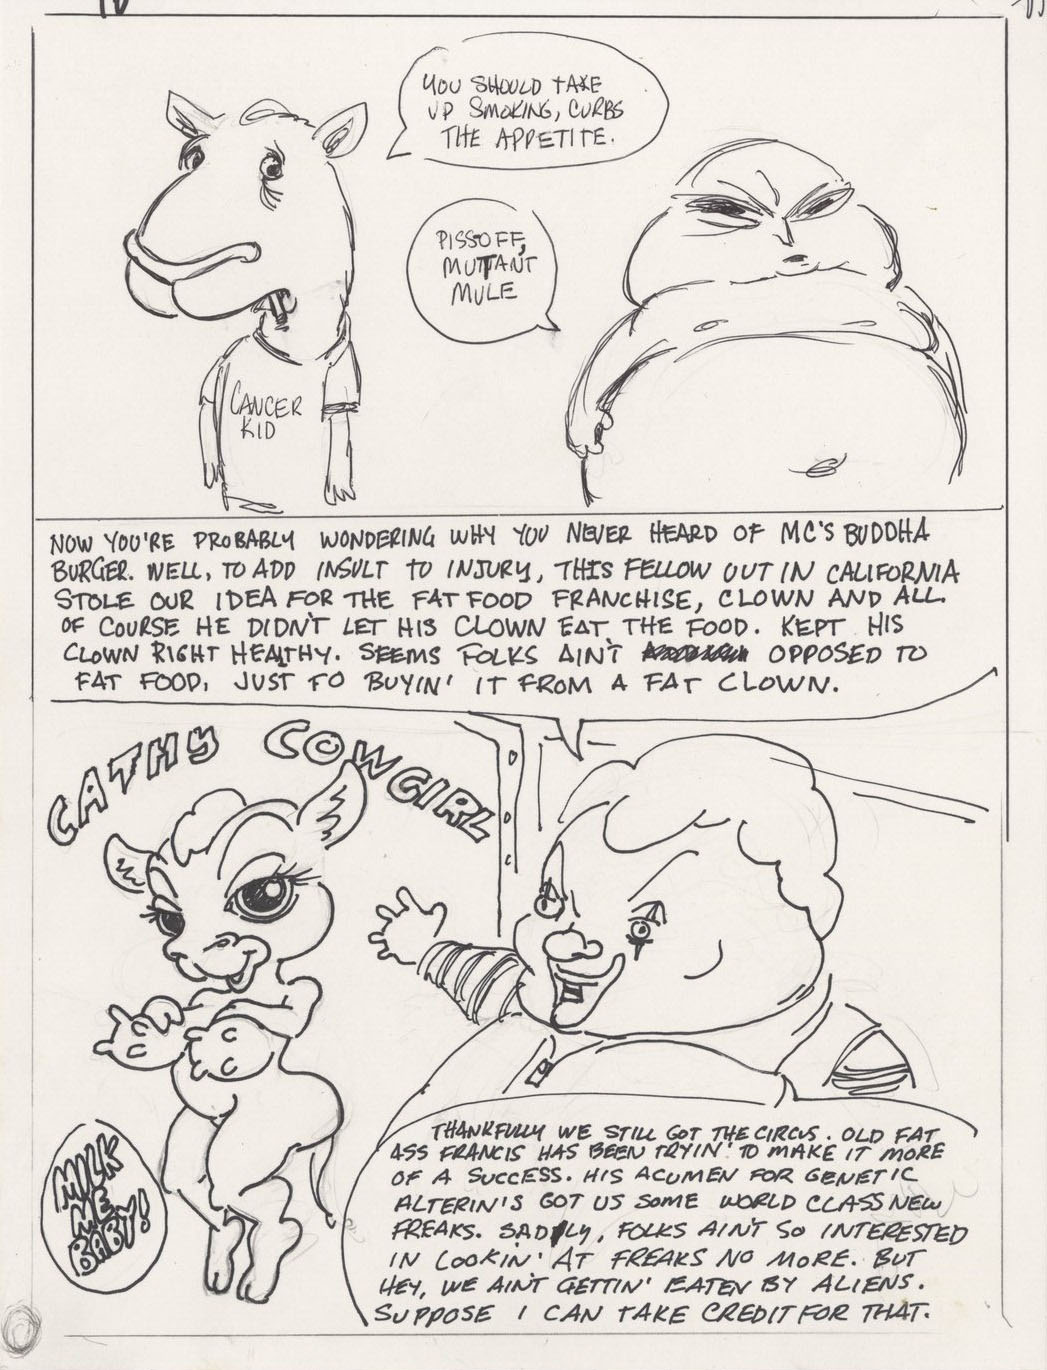 YOU SHOULD TAKE
UP SMOKING, CURBS
THE APPETITE.
PISS OFF,
MUTTANT
MULE
CANCER
KID
NOW YOU'RE PROBABLY WONDERING WHY YOU NEVER HEARD OF MC'S BUDDHA
BURGER. WELL, TO ADD INSULT TO INJURY, THIS FELLOW OUT IN CALIFORNIA
STOLE OUR IDEA FOR THE FAT FOOD FRANCHISE, CLOWN AND ALL.
OF COURSE HE DIDN'T LET HIS CLOWN EAT THE FOOD. KEPT HIS
CLOWN RIGHT HEALTHY. SEEMS FOLKS AIN'T OPPOSED TO
FAT FOOD, JUST TO BUYIN' IT FROM A FAT CLOWN.
CATHY COWGIRL
MILK
ME
BABY!
THANKFULLY WE STILL GOT THE CIRCUS. OLD FAT
ASS FRANCIS HAS BEEN TRYIN' TO MAKE IT MORE
OF A SUCCESS. HIS ACUMEN FOR GENETIC
ALTERIN'S GOT US SOME WORLD CLASS NEW
FREAKS. SADLY, FOLKS AIN'T SO INTERESTED
IN LOOKIN' AT FREAKS NO MORE. BUT
HEY, WE AIN'T GETTIN' EATEN BY ALIENS.
SUPPOSE I CAN TAKE CREDIT FOR THAT.